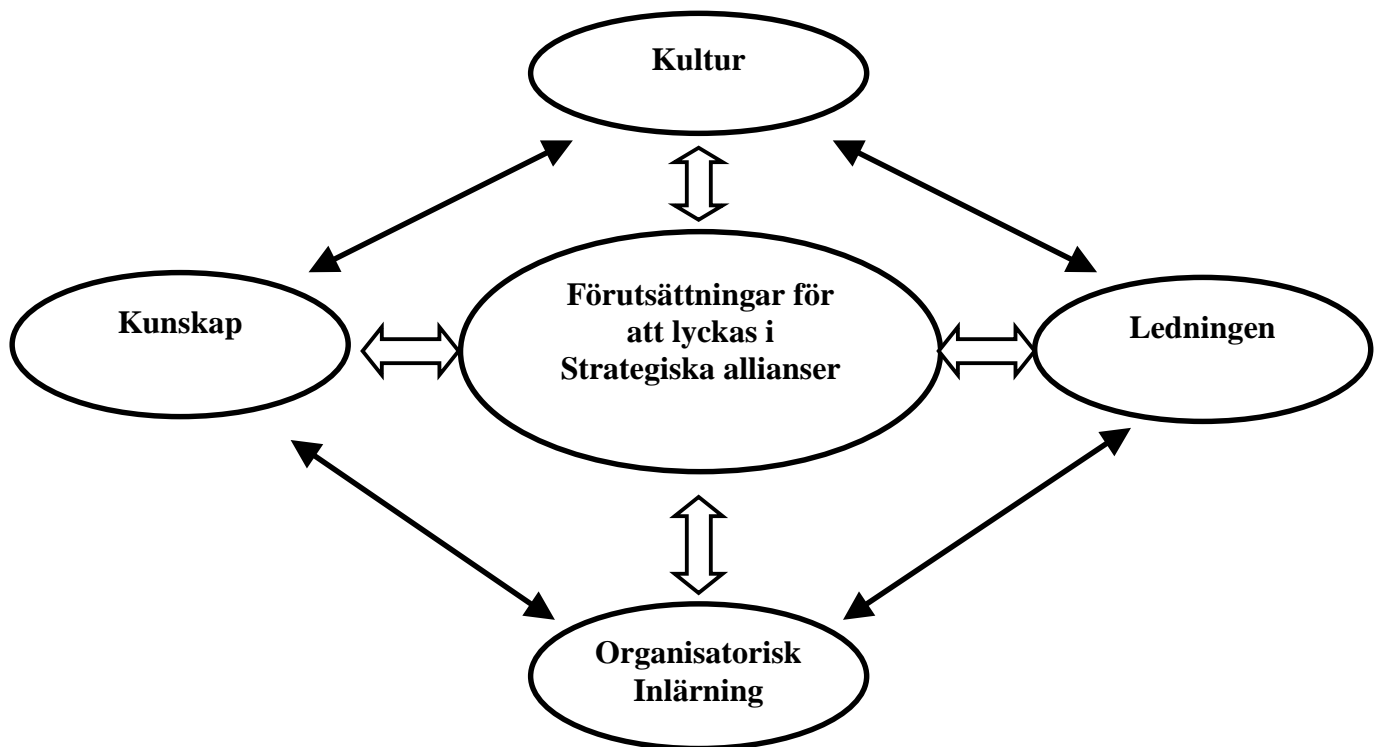 Kultur
Förutsättningar för
att lyckas i
Strategiska allianser
Kunskap
Ledningen
Organisatorisk
Inlärning